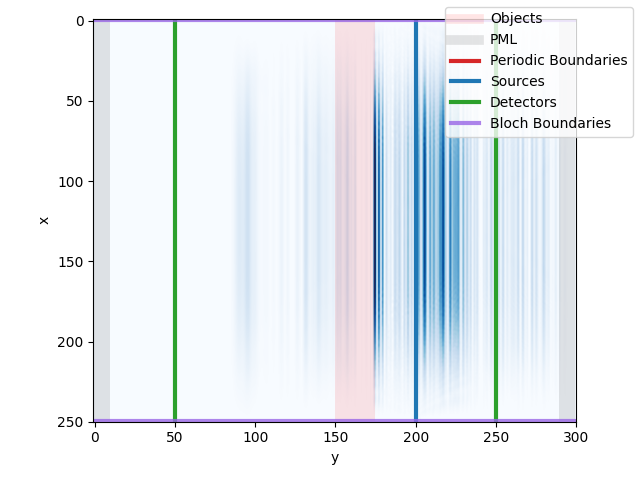 Objects
PML
Periodic Boundaries
Sources
Detectors
Bloch Boundaries
0
50
100
150
200
250
x
0
50
100
150
200
250
300
y